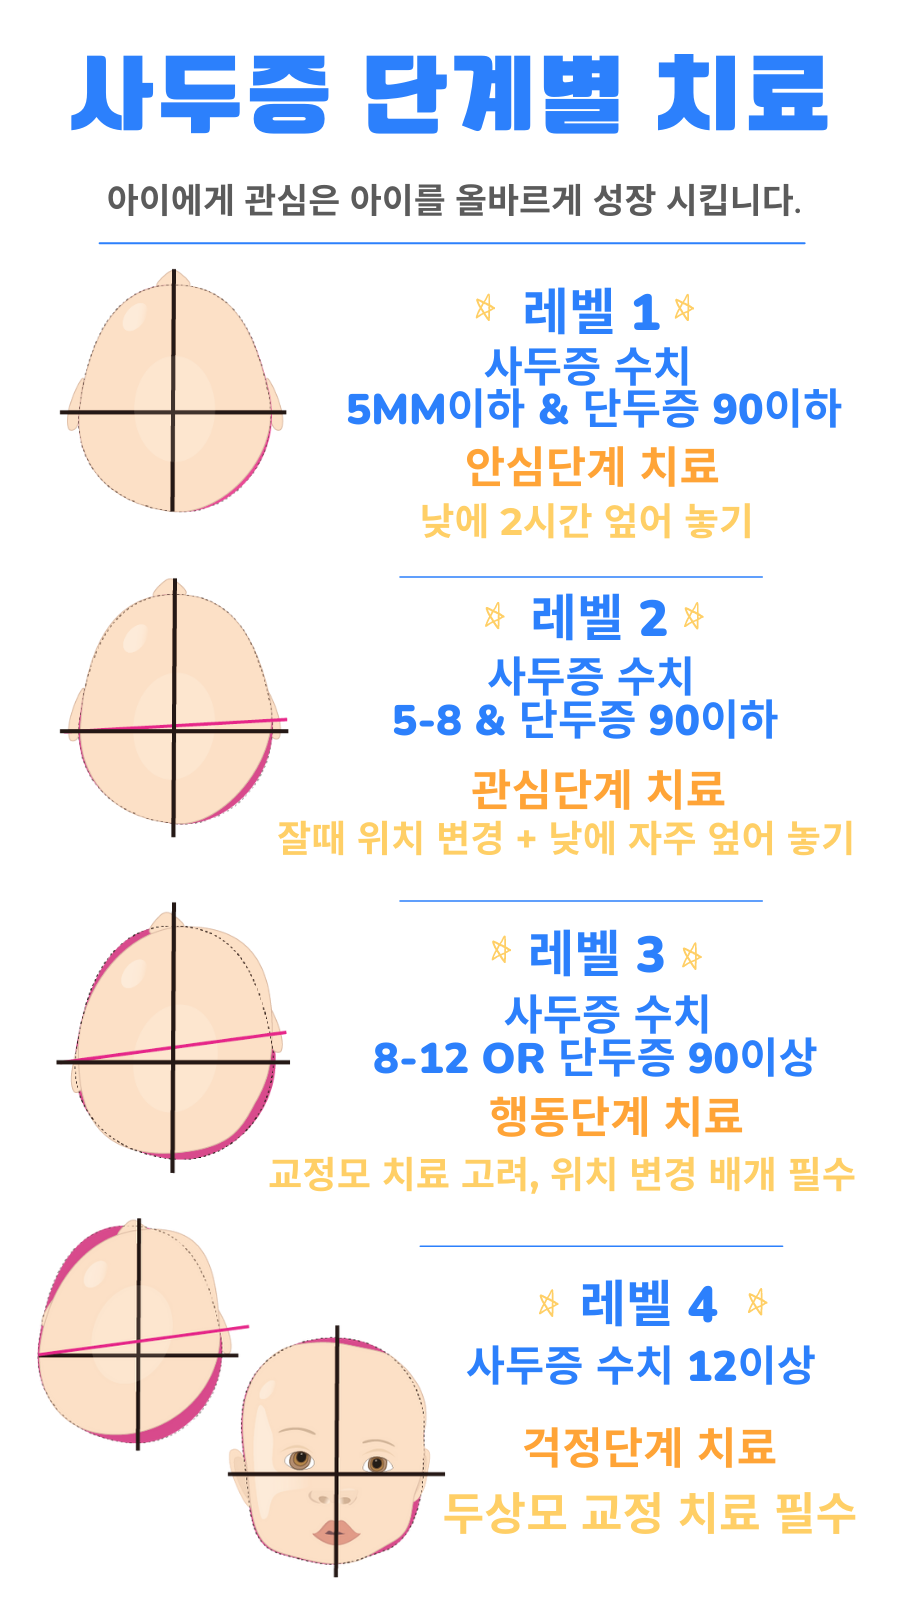 사두증 단계별 치료
아이에게 관심은 아이를 올바르게 성장 시킵니다.
레벨 1
사두증 수치
5MM이하 & 단두증 90이하
안심단계 치료
낮에 2시간 엎어 놓기
레벨 2
사두증 수치
5-8 & 단두증 90이하
관심단계 치료
잘때 위치 변경 + 낮에 자주 엎어 놓기
레벨 3
사두증 수치
8-12 OR 단두증 90이상
행동단계 치료
교정모 치료 고려, 위치 변경 배개 필수
레벨 4
사두증 수치 12이상
걱정단계 치료
두상모 교정 치료 필수